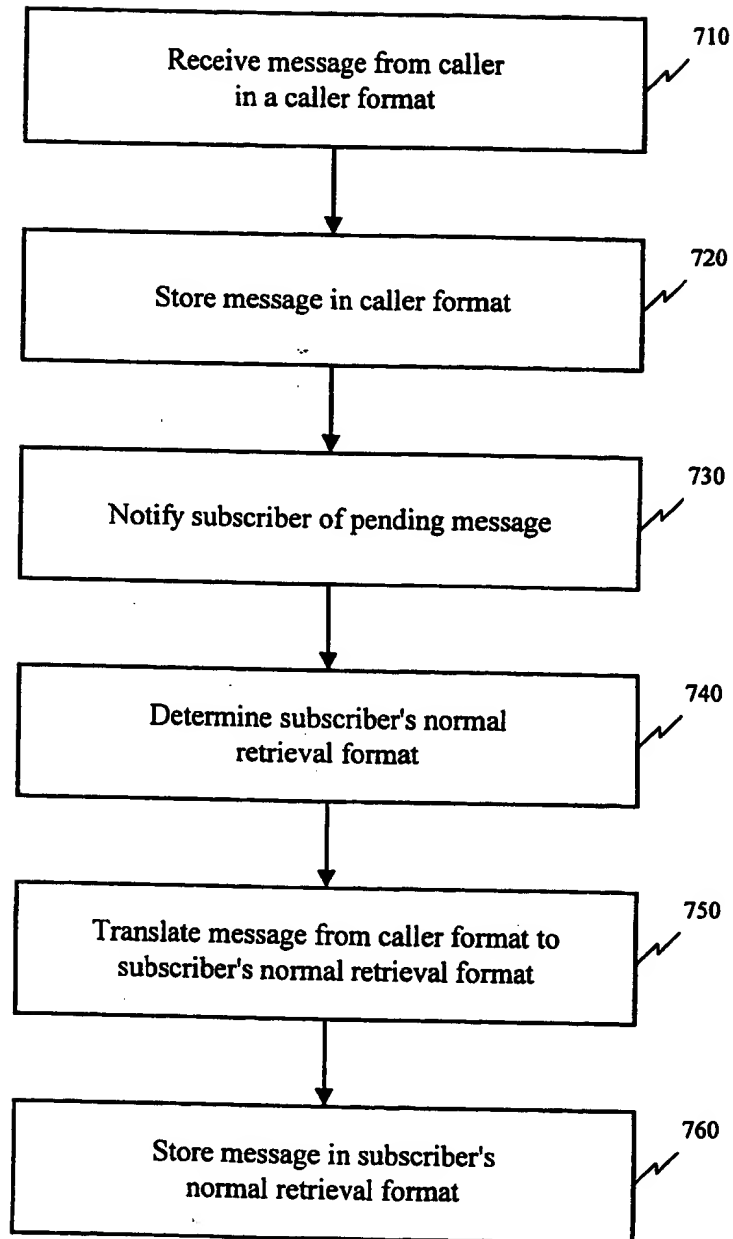 710
Receive message from caller
in a caller format
720
Store message in caller format
730
Notify subscriber of pending message
740
Determine subscriber's normal
retrieval format
750
Translate message from caller format to
subscriber's normal retrieval format
760
Store message in subscriber's
normal retrieval format